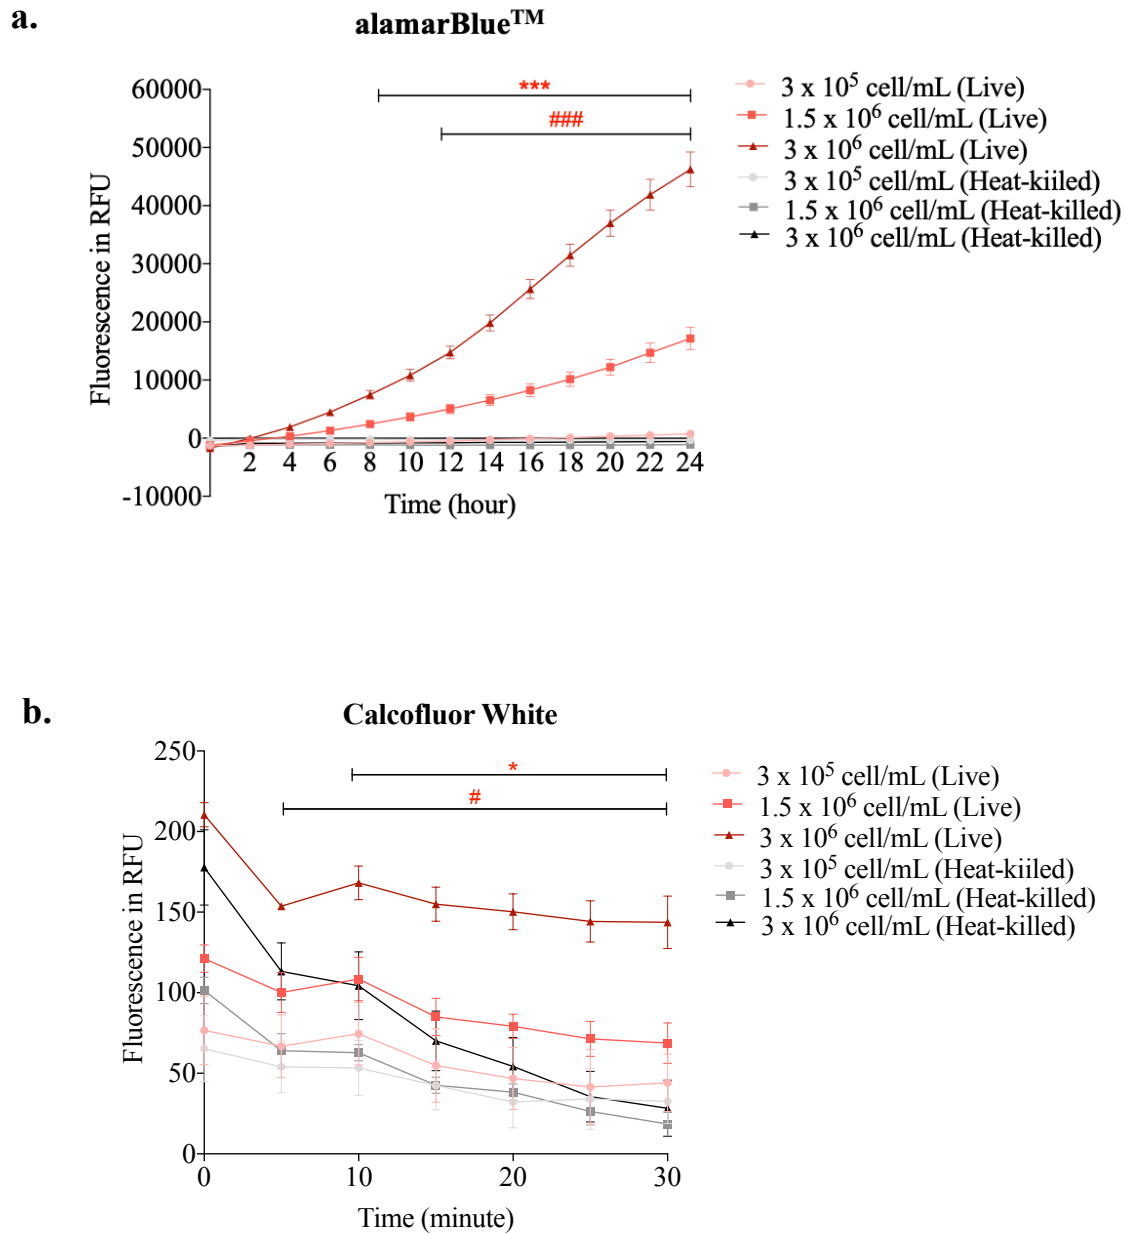 a.
alamarBlue™
60000
50000
40000
30000
20000
10000
0
-10000
Fluorescence in RFU
***
###
2 4 6 8 10 12 14 16 18 20 22 24
Time (hour)
3 x 10⁵ cell/mL (Live)
1.5 x 10⁶ cell/mL (Live)
3 x 10⁶ cell/mL (Live)
3 x 10⁵ cell/mL (Heat-kiiled)
1.5 x 10⁶ cell/mL (Heat-killed)
3 x 10⁶ cell/mL (Heat-killed)
b.
Calcofluor White
250
200
150
100
50
0
Fluorescence in RFU
*
#
0 10 20 30
Time (minute)
3 x 10⁵ cell/mL (Live)
1.5 x 10⁶ cell/mL (Live)
3 x 10⁶ cell/mL (Live)
3 x 10⁵ cell/mL (Heat-kiiled)
1.5 x 10⁶ cell/mL (Heat-killed)
3 x 10⁶ cell/mL (Heat-killed)